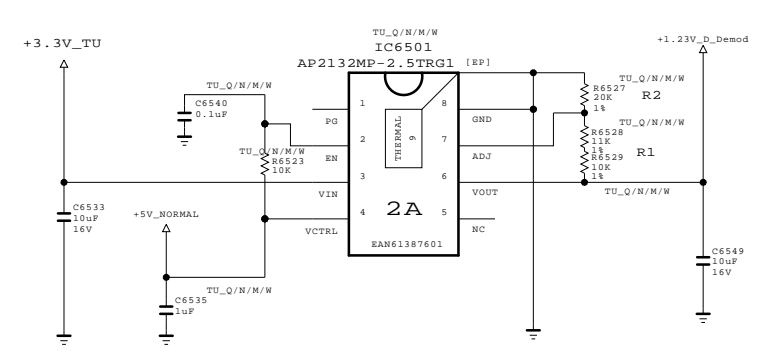 TU_Q/N/M/W
+3.3V_TU
IC6501
+1.23V_D_Demod
AP2132MP-2.5TRG1
[EP]
TU_Q/N/M/W
TU_Q/N/M/W
C6540
0.1uF
R6527
20K
1%
R2
1
8
PG
GND
TU_Q/N/M/W
THERMAL
9
2
7
EN
ADJ
R6528
11K
1%
R1
TU_Q/N/M/W
R6523
10K
R6529
10K
1%
3
6
VIN
VOUT
TU_Q/N/M/W
C6533
10uF
16V
+5V_NORMAL
2A
4
5
VCTRL
NC
EAN61387601
C6549
10uF
16V
TU_Q/N/M/W
C6535
1uF